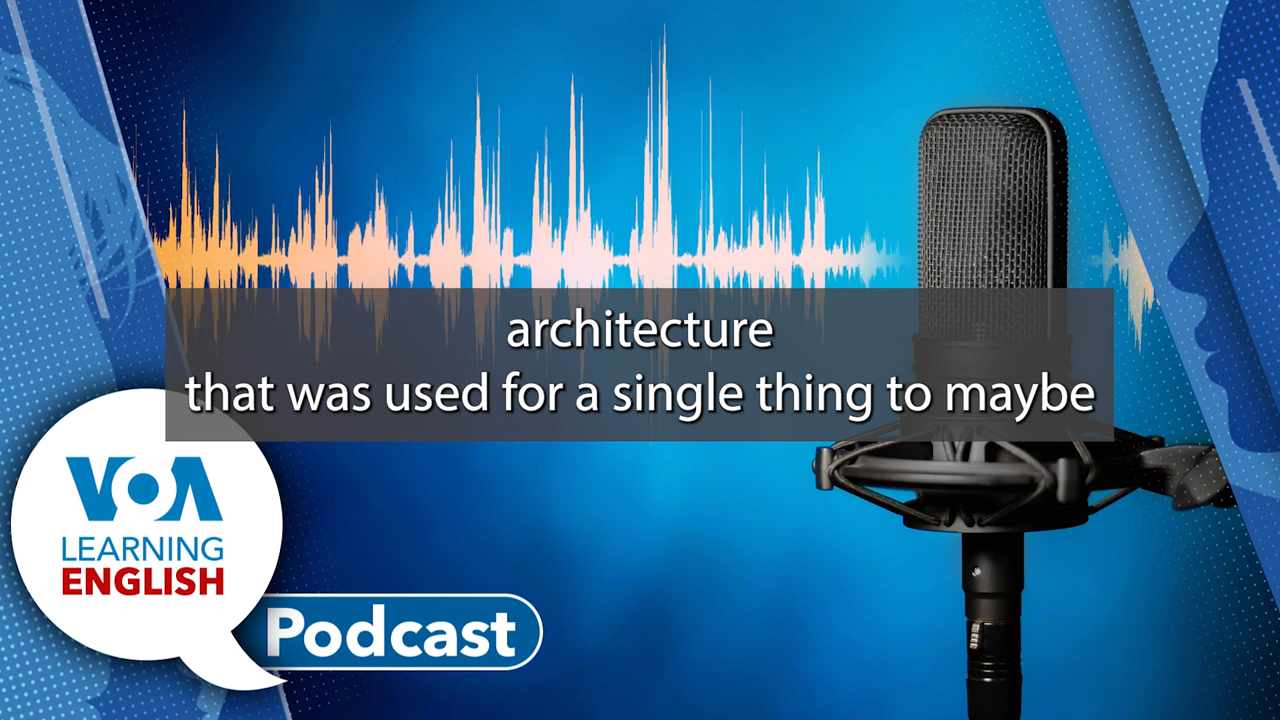 architecture
that was used for a single thing to maybe
VOA
LEARNING
ENGLISH
Podcast